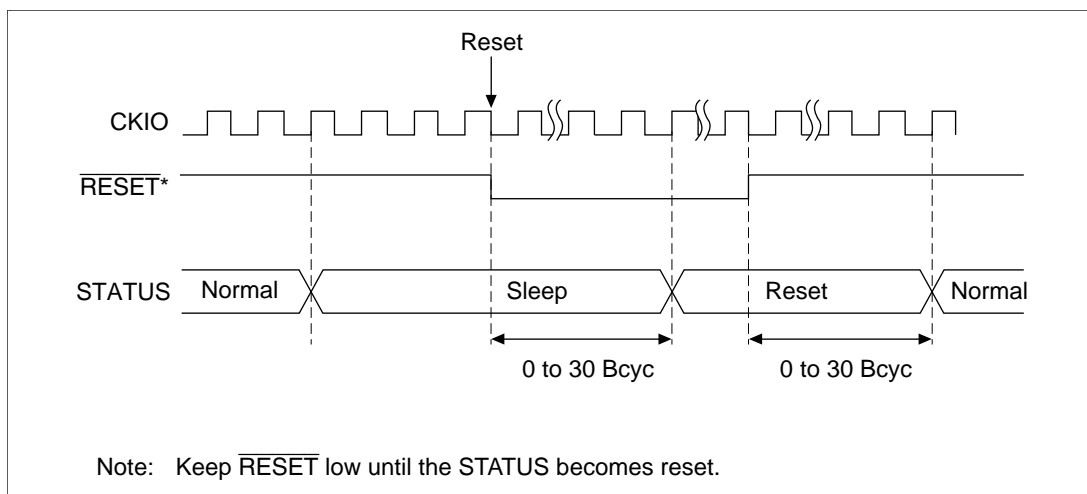 Reset
CKIO
RESET*
STATUS Normal Sleep Reset Normal
0 to 30 Bcyc 0 to 30 Bcyc
Note: Keep RESET low until the STATUS becomes reset.